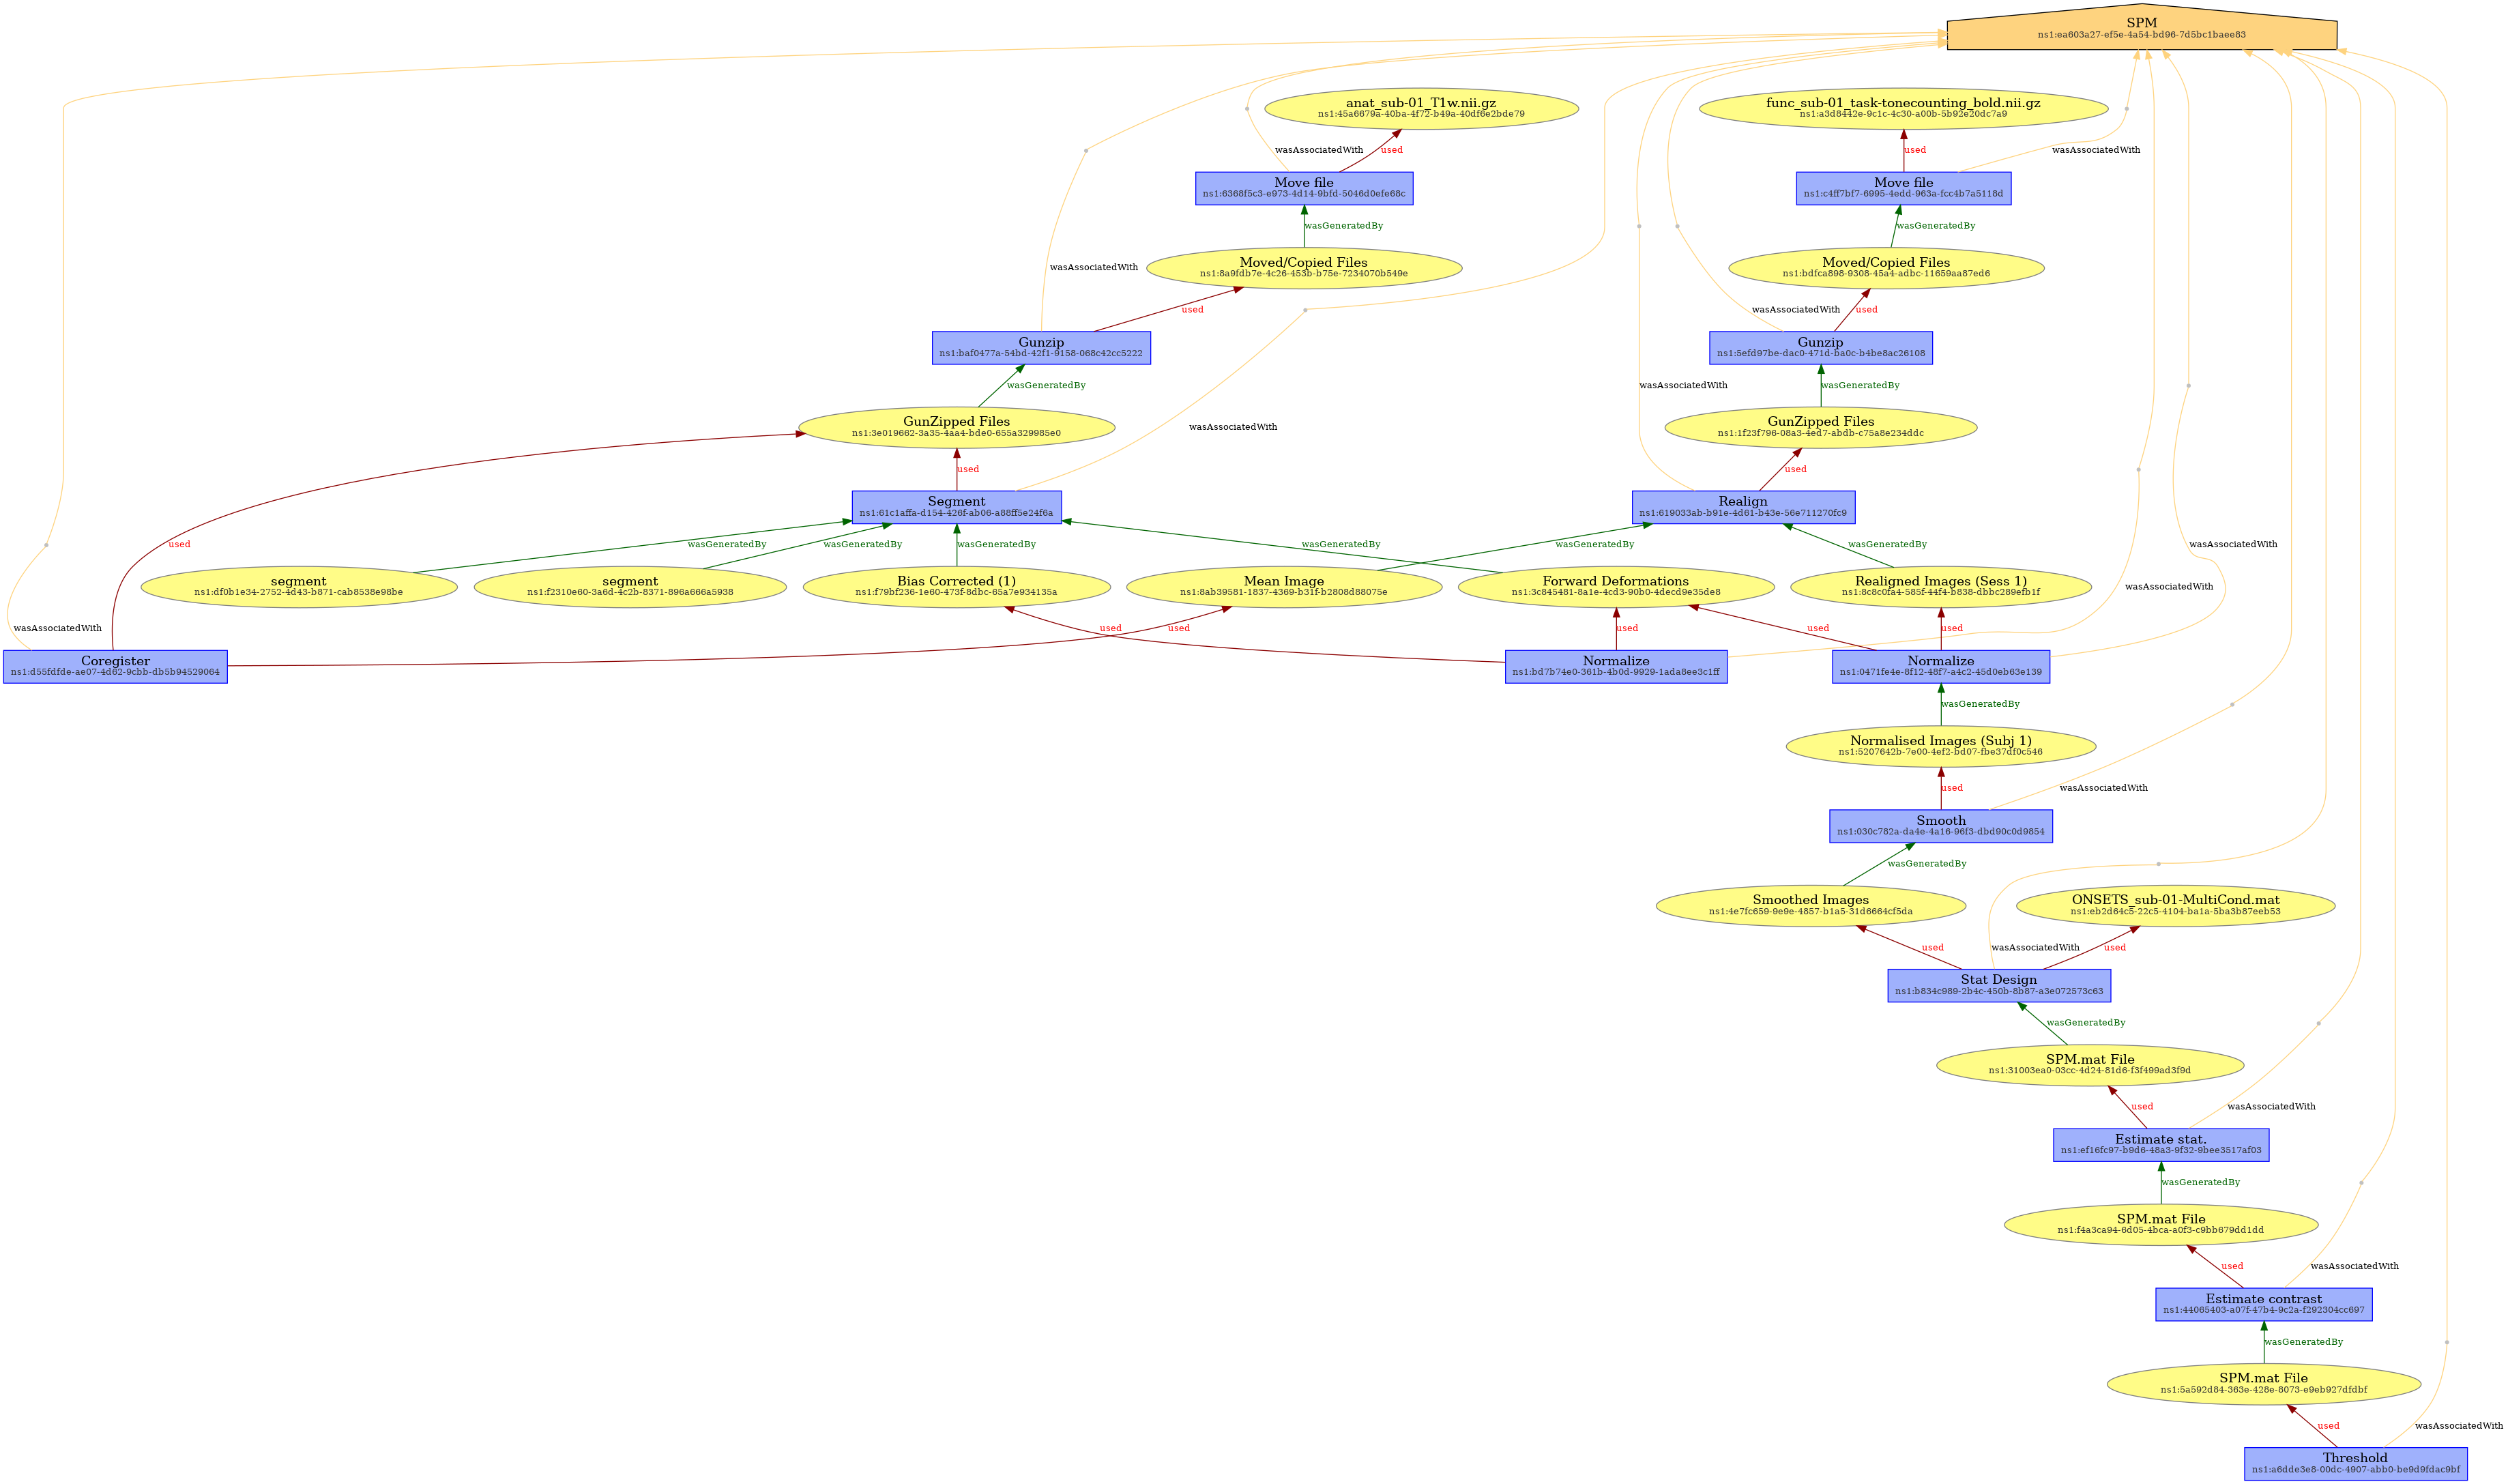 SPM
ns1:ea603a27-ef5e-4a54-bd96-7d5bc1baee83
anat_sub-01_T1w.nii.gz
ns1:45a6679a-40ba-4f72-b49a-40df6e2bde79
func_sub-01_task-tonecounting_bold.nii.gz
ns1:a3d8442e-9c1c-4c30-a00b-5b92e20dc7a9
wasAssociatedWith
used
used
wasAssociatedWith
Move file
ns1:6368f5c3-e973-4d14-9bfd-5046d0efe68c
Move file
ns1:c4ff7bf7-6995-4edd-963a-fcc4b7a5118d
wasGeneratedBy
wasGeneratedBy
wasAssociatedWith
Moved/Copied Files
ns1:8a9fdb7e-4c26-453b-b75e-7234070b549e
Moved/Copied Files
ns1:bdfca898-9308-45a4-adbc-11659aa87ed6
used
wasAssociatedWith
used
Gunzip
ns1:baf0477a-54bd-42f1-9158-068c42cc5222
Gunzip
ns1:5efd97be-dac0-471d-ba0c-b4be8ac26108
wasGeneratedBy
wasAssociatedWith
wasGeneratedBy
GunZipped Files
ns1:3e019662-3a35-4aa4-bde0-655a329985e0
wasAssociatedWith
GunZipped Files
ns1:1f23f796-08a3-4ed7-abdb-c75a8e234ddc
used
used
Segment
ns1:61c1affa-d154-426f-ab06-a88ff5e24f6a
Realign
ns1:619033ab-b91e-4d61-b43e-56e711270fc9
used
wasGeneratedBy
wasGeneratedBy
wasGeneratedBy
wasGeneratedBy
wasGeneratedBy
wasGeneratedBy
wasAssociatedWith
segment
ns1:df0b1e34-2752-4d43-b871-cab8538e98be
segment
ns1:f2310e60-3a6d-4c2b-8371-896a666a5938
Bias Corrected (1)
ns1:f79bf236-1e60-473f-8dbc-65a7e934135a
Mean Image
ns1:8ab39581-1837-4369-b31f-b2808d88075e
Forward Deformations
ns1:3c845481-8a1e-4cd3-90b0-4decd9e35de8
Realigned Images (Sess 1)
ns1:8c8c0fa4-585f-44f4-b838-dbbc289efb1f
wasAssociatedWith
wasAssociatedWith
used
used
used
used
used
Coregister
ns1:d55fdfde-ae07-4d62-9cbb-db5b94529064
Normalize
ns1:bd7b74e0-361b-4b0d-9929-1ada8ee3c1ff
Normalize
ns1:0471fe4e-8f12-48f7-a4c2-45d0eb63e139
wasGeneratedBy
Normalised Images (Subj 1)
ns1:5207642b-7e00-4ef2-bd07-fbe37df0c546
used
wasAssociatedWith
Smooth
ns1:030c782a-da4e-4a16-96f3-dbd90c0d9854
wasGeneratedBy
Smoothed Images
ns1:4e7fc659-9e9e-4857-b1a5-31d6664cf5da
ONSETS_sub-01-MultiCond.mat
ns1:eb2d64c5-22c5-4104-ba1a-5ba3b87eeb53
used
wasAssociatedWith
used
Stat Design
ns1:b834c989-2b4c-450b-8b87-a3e072573c63
wasGeneratedBy
SPM.mat File
ns1:31003ea0-03cc-4d24-81d6-f3f499ad3f9d
used
wasAssociatedWith
Estimate stat.
ns1:ef16fc97-b9d6-48a3-9f32-9bee3517af03
wasGeneratedBy
SPM.mat File
ns1:f4a3ca94-6d05-4bca-a0f3-c9bb679dd1dd
used
wasAssociatedWith
Estimate contrast
ns1:44065403-a07f-47b4-9c2a-f292304cc697
wasGeneratedBy
SPM.mat File
ns1:5a592d84-363e-428e-8073-e9eb927dfdbf
used
wasAssociatedWith
Threshold
ns1:a6dde3e8-00dc-4907-abb0-be9d9fdac9bf